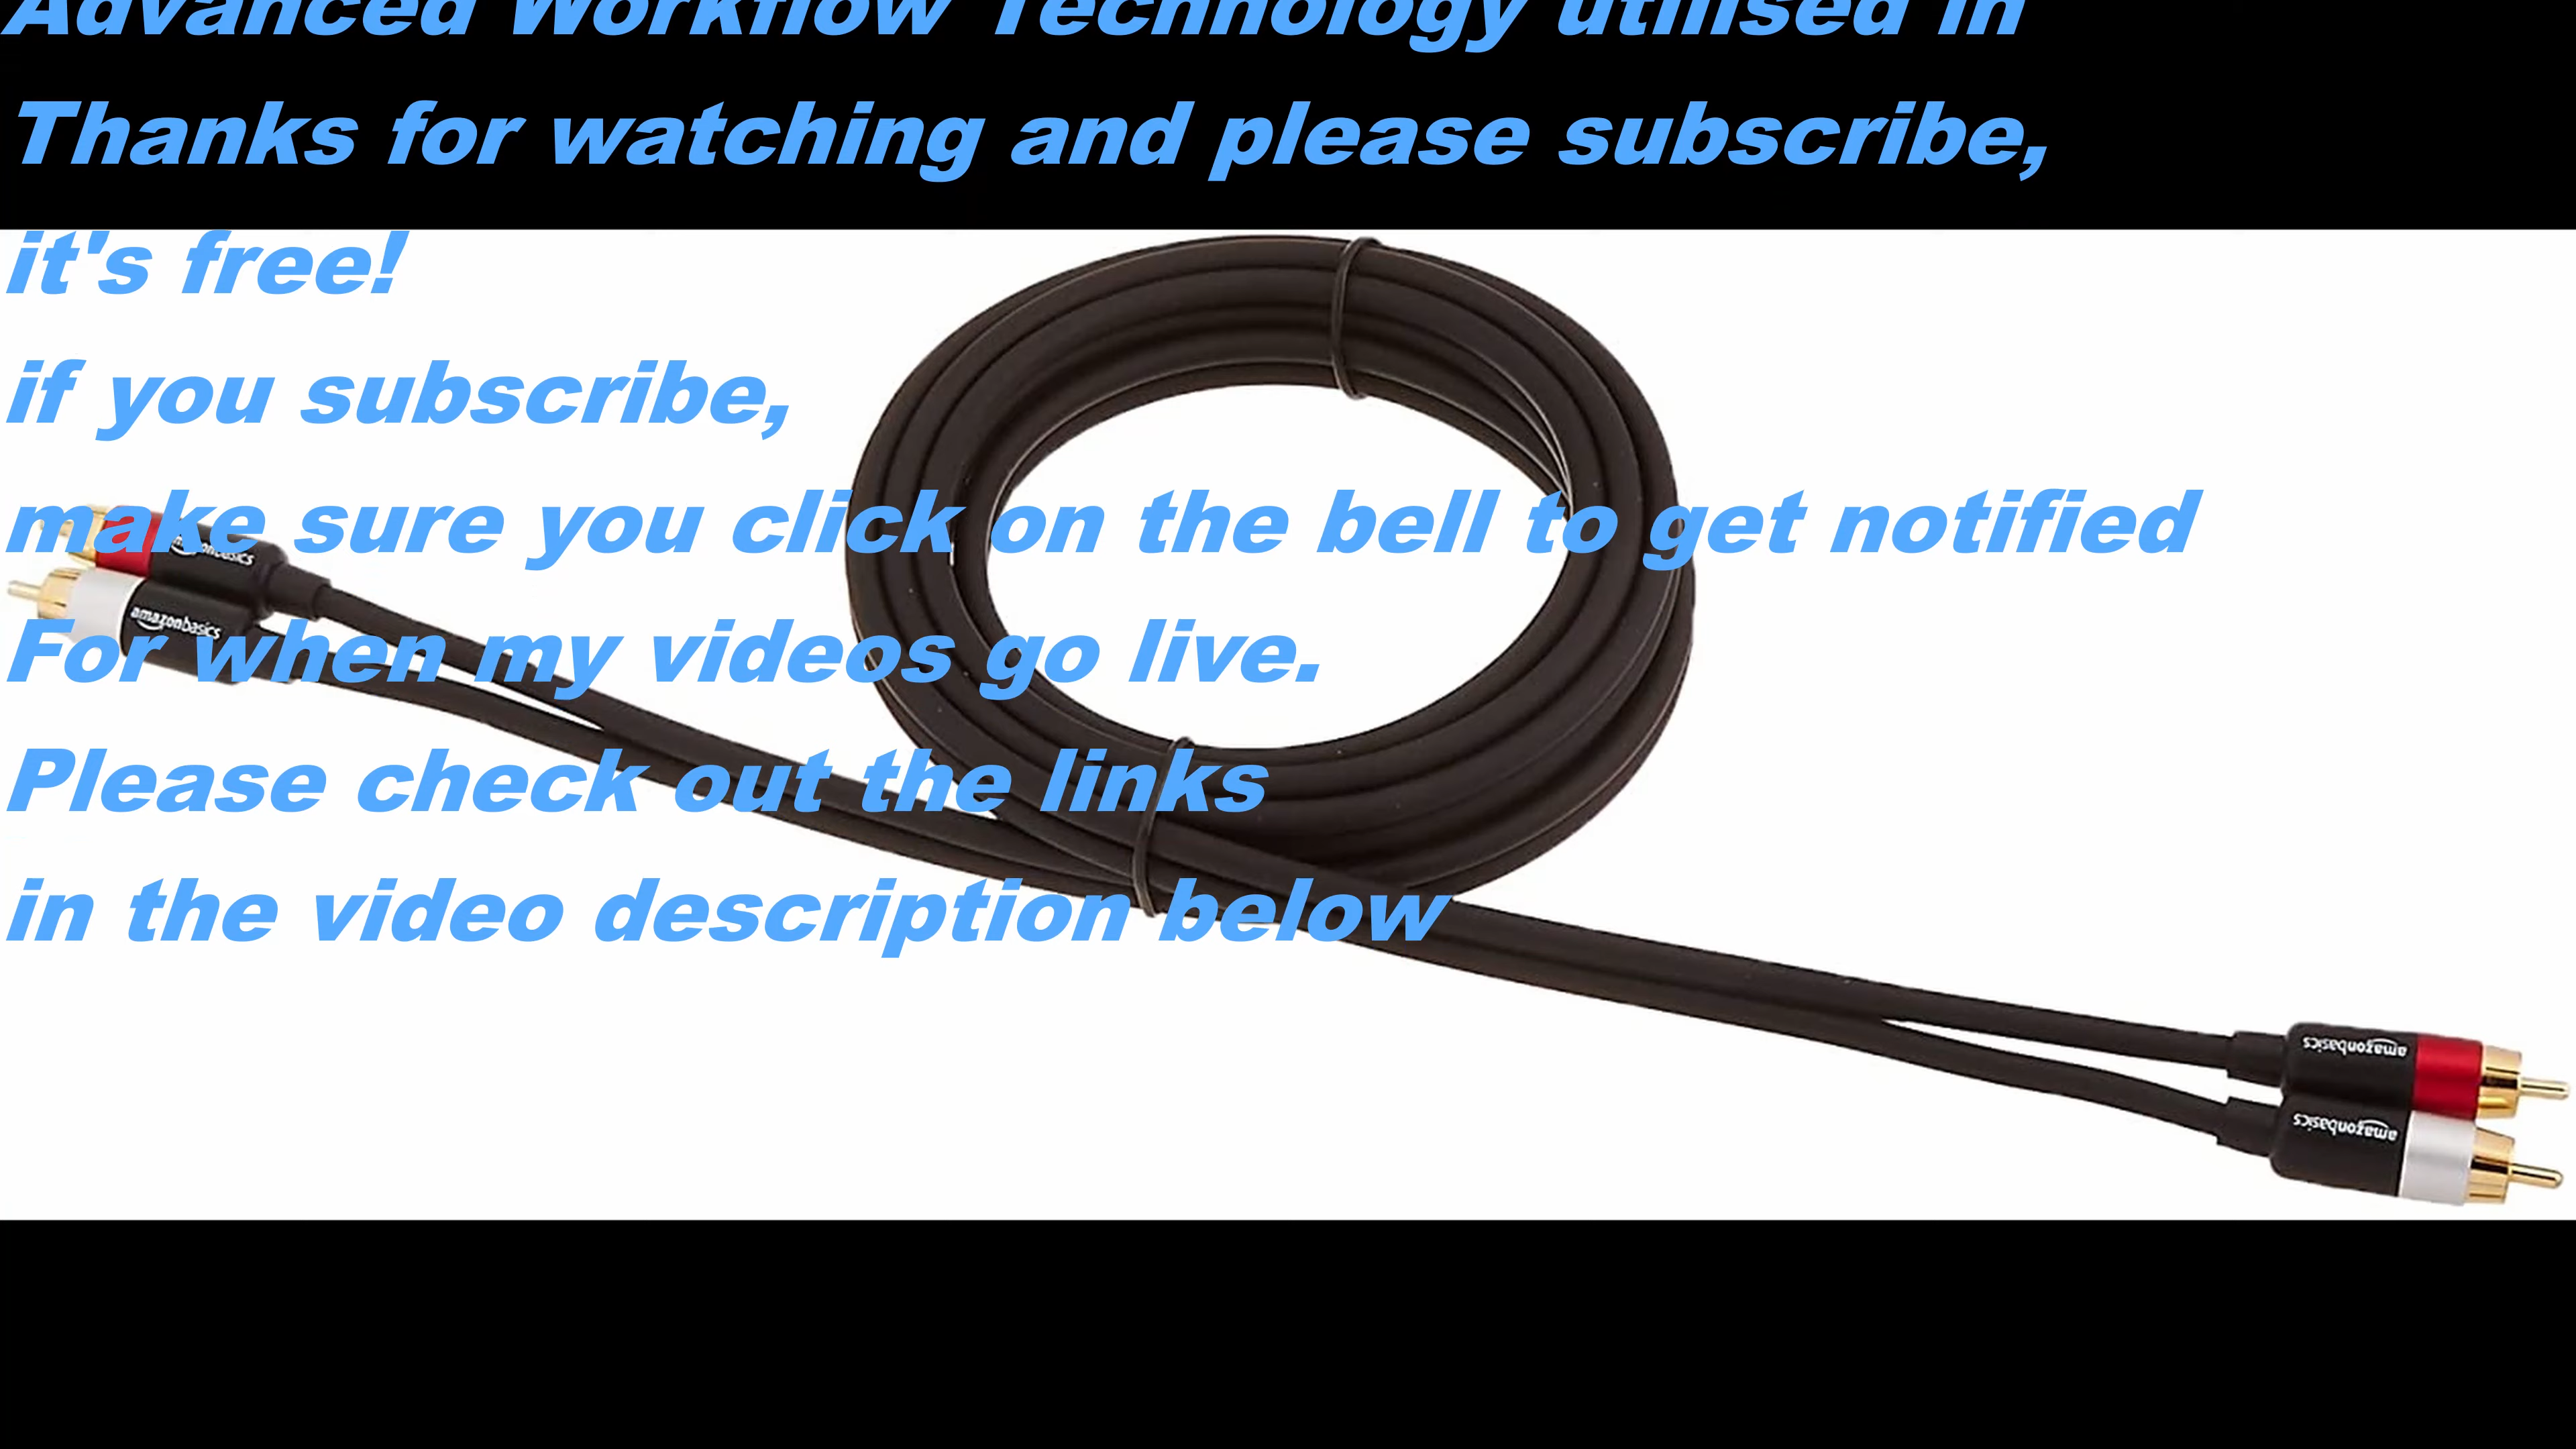 Advanced Workflow Technology utilised in
Thanks for watching and please subscribe,
it's free!
if you subscribe,
make sure you click on the bell to get notified
amazonbasics
amazonbasics
For when my videos go live.
Please check out the links
in the video description below
amazonbasics
amazonbasics